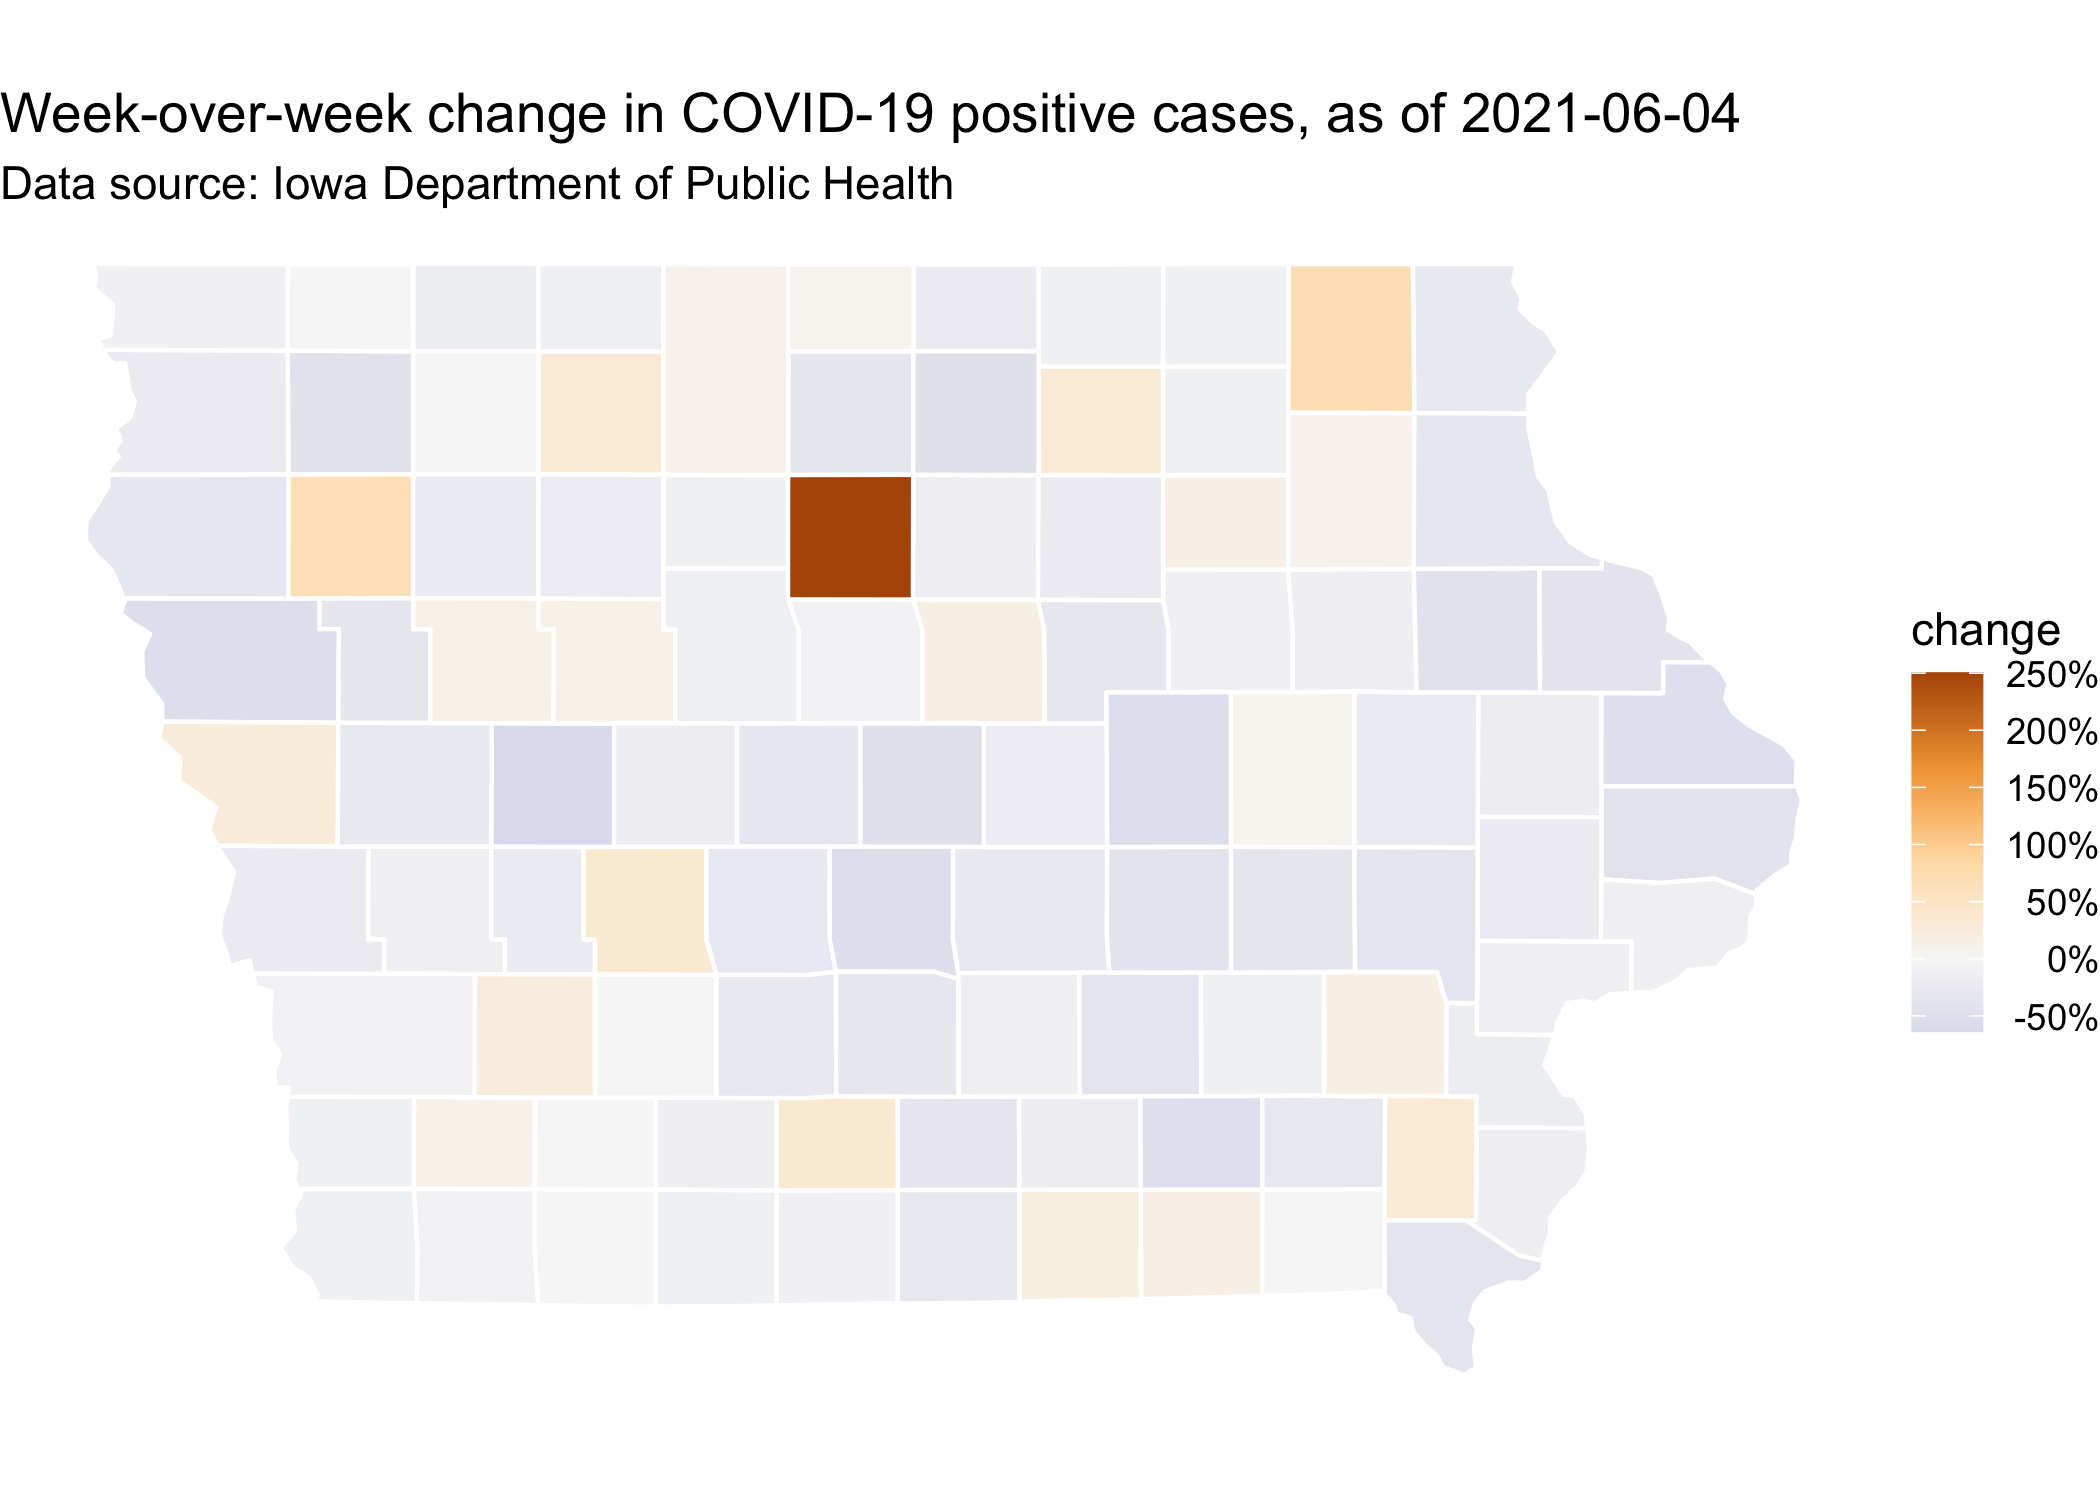 Week-over-week change in COVID-19 positive cases, as of 2021-06-04
Data source: Iowa Department of Public Health
change
250%
200%
150%
100%
50%
0%
-50%